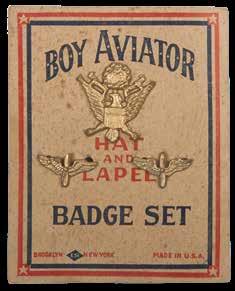 BOY AVIATOR
HAT
AND
LAPEL
BADGE SET
BROOKLYN NEW YORK MADE IN U.S.A.